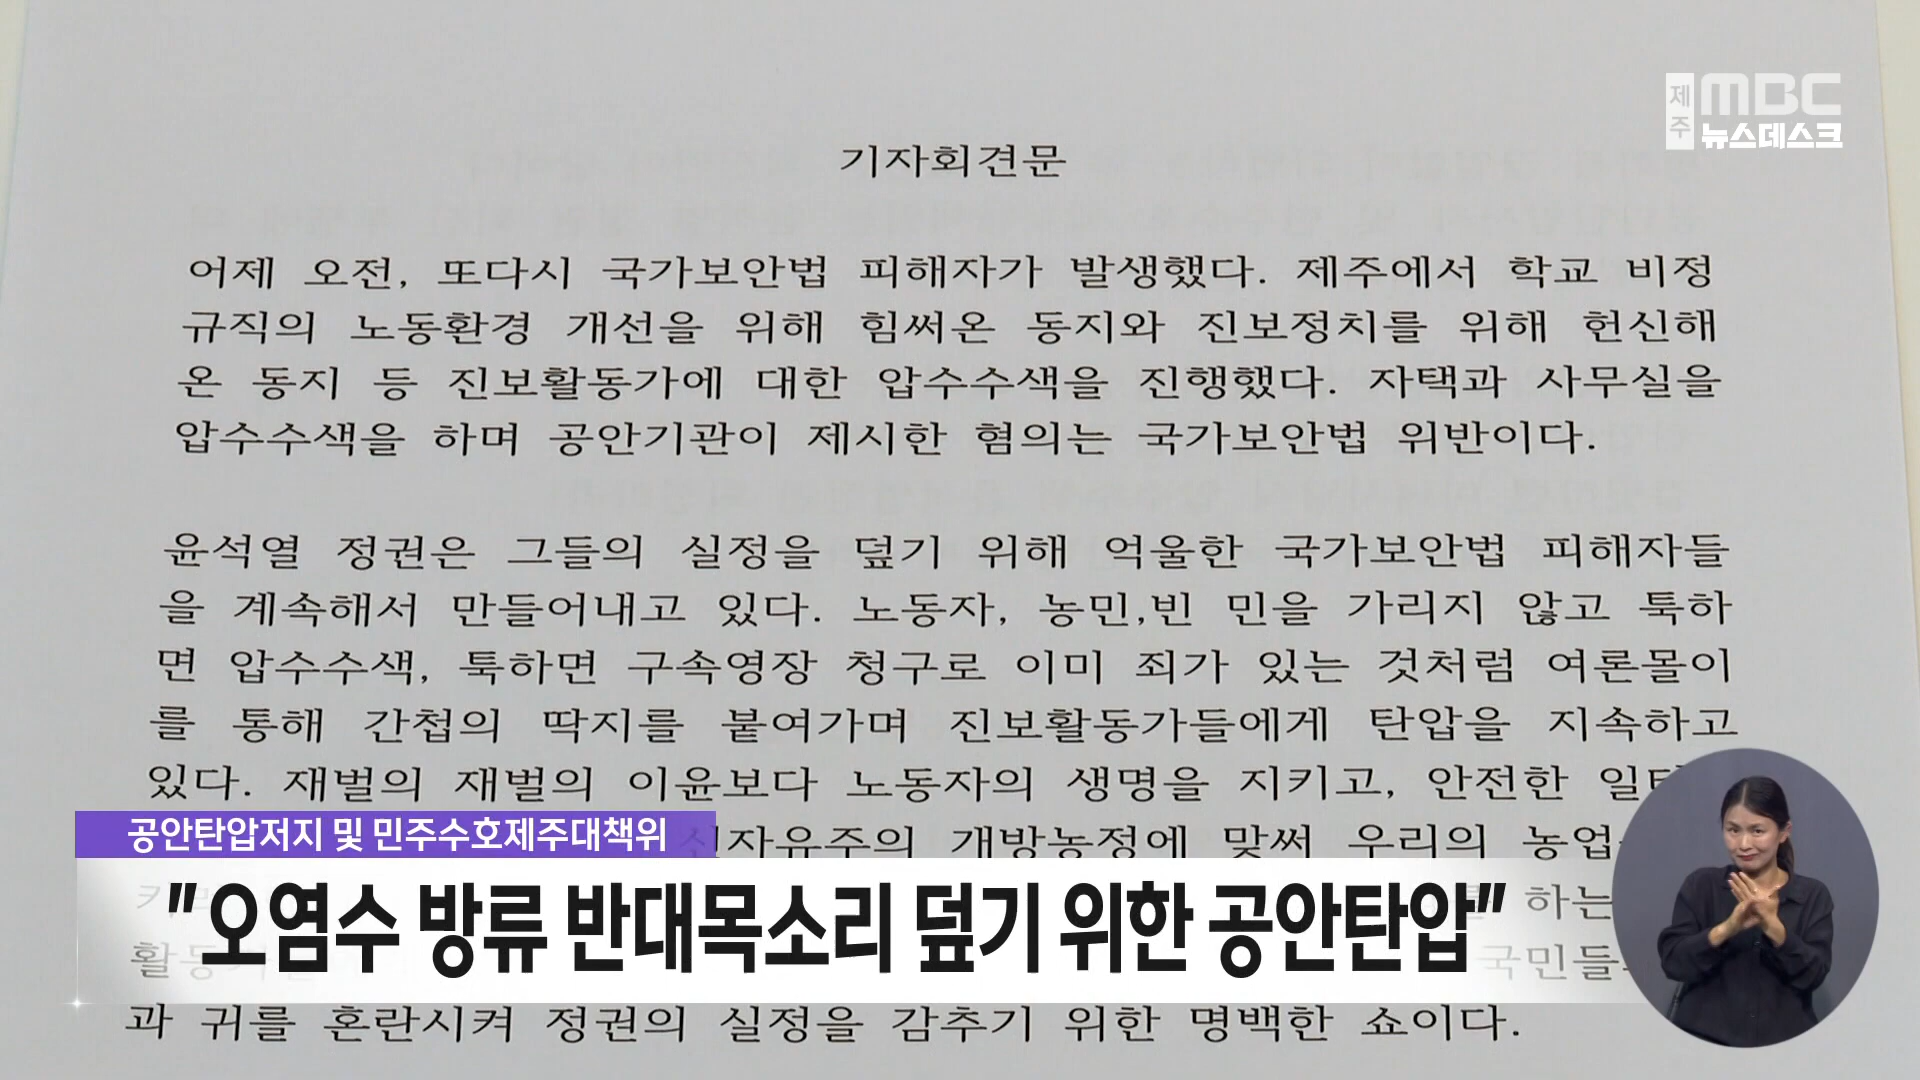 제주 MBC
뉴스데스크
기자회견문
어제 오전, 또다시 국가보안법 피해자가 발생했다. 제주에서 학교 비정
규직의 노동환경 개선을 위해 힘써온 동지와 진보정치를 위해 헌신해
온 동지 등 진보활동가에 대한 압수수색을 진행했다. 자택과 사무실을
압수수색을 하며 공안기관이 제시한 혐의는 국가보안법 위반이다.
윤석열 정권은 그들의 실정을 덮기 위해 억울한 국가보안법 피해자들
을 계속해서 만들어내고 있다. 노동자, 농민,빈 민을 가리지 않고 툭하
면 압수수색, 툭하면 구속영장 청구로 이미 죄가 있는 것처럼 여론몰이
를 통해 간첩의 딱지를 붙여가며 진보활동가들에게 탄압을 지속하고
있다. 재벌의 재벌의 이윤보다 노동자의 생명을 지키고, 안전한
신자유주의 개방농정에 맞써 우리의
하는
국민들
과 귀를 혼란시켜 정권의 실정을 감추기 위한 명백한 쇼이다.
공안탄압저지 및 민주수호제주대책위
"오염수 방류 반대목소리 덮기 위한 공안탄압"